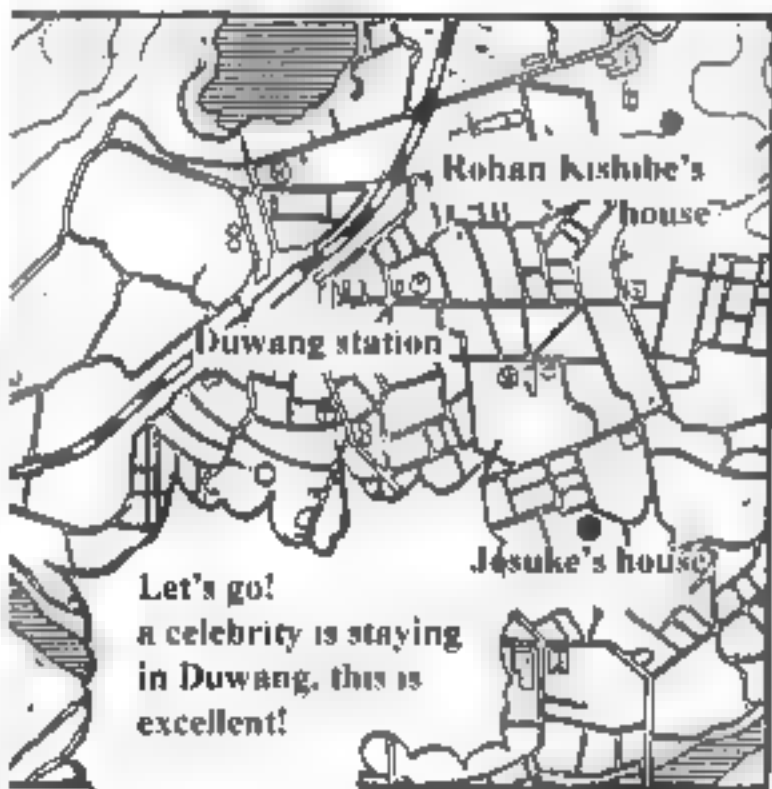 Rohan Kishibe's
house
Duwang station
Josuke's house
Let's go!
a celebrity is staying
in Duwang. this is
excellent!